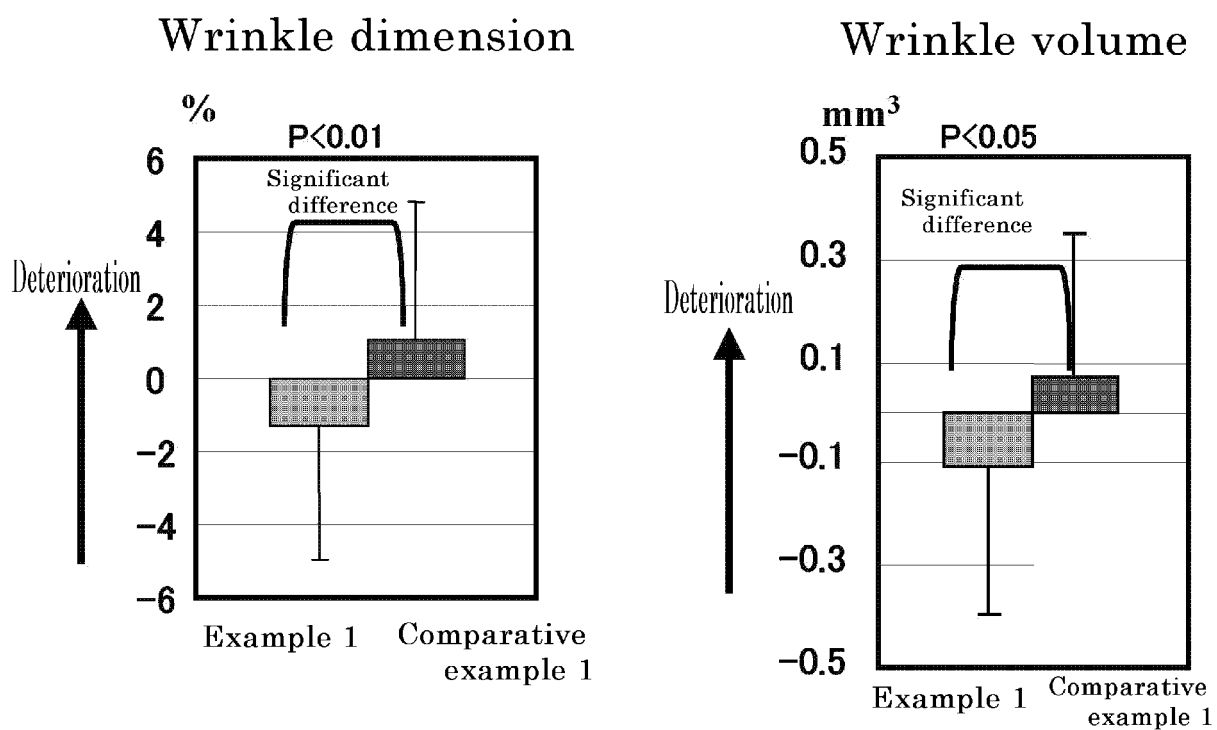 Wrinkle dimension
%
P<0.01
6
4
2
0
-2
-4
-6
Significant
difference
Deterioration
Example 1
Comparative
example 1
Wrinkle volume
mm³
P<0.05
0.5
0.3
0.1
-0.1
-0.3
-0.5
Significant
difference
Deterioration
Example 1
Comparative
example 1